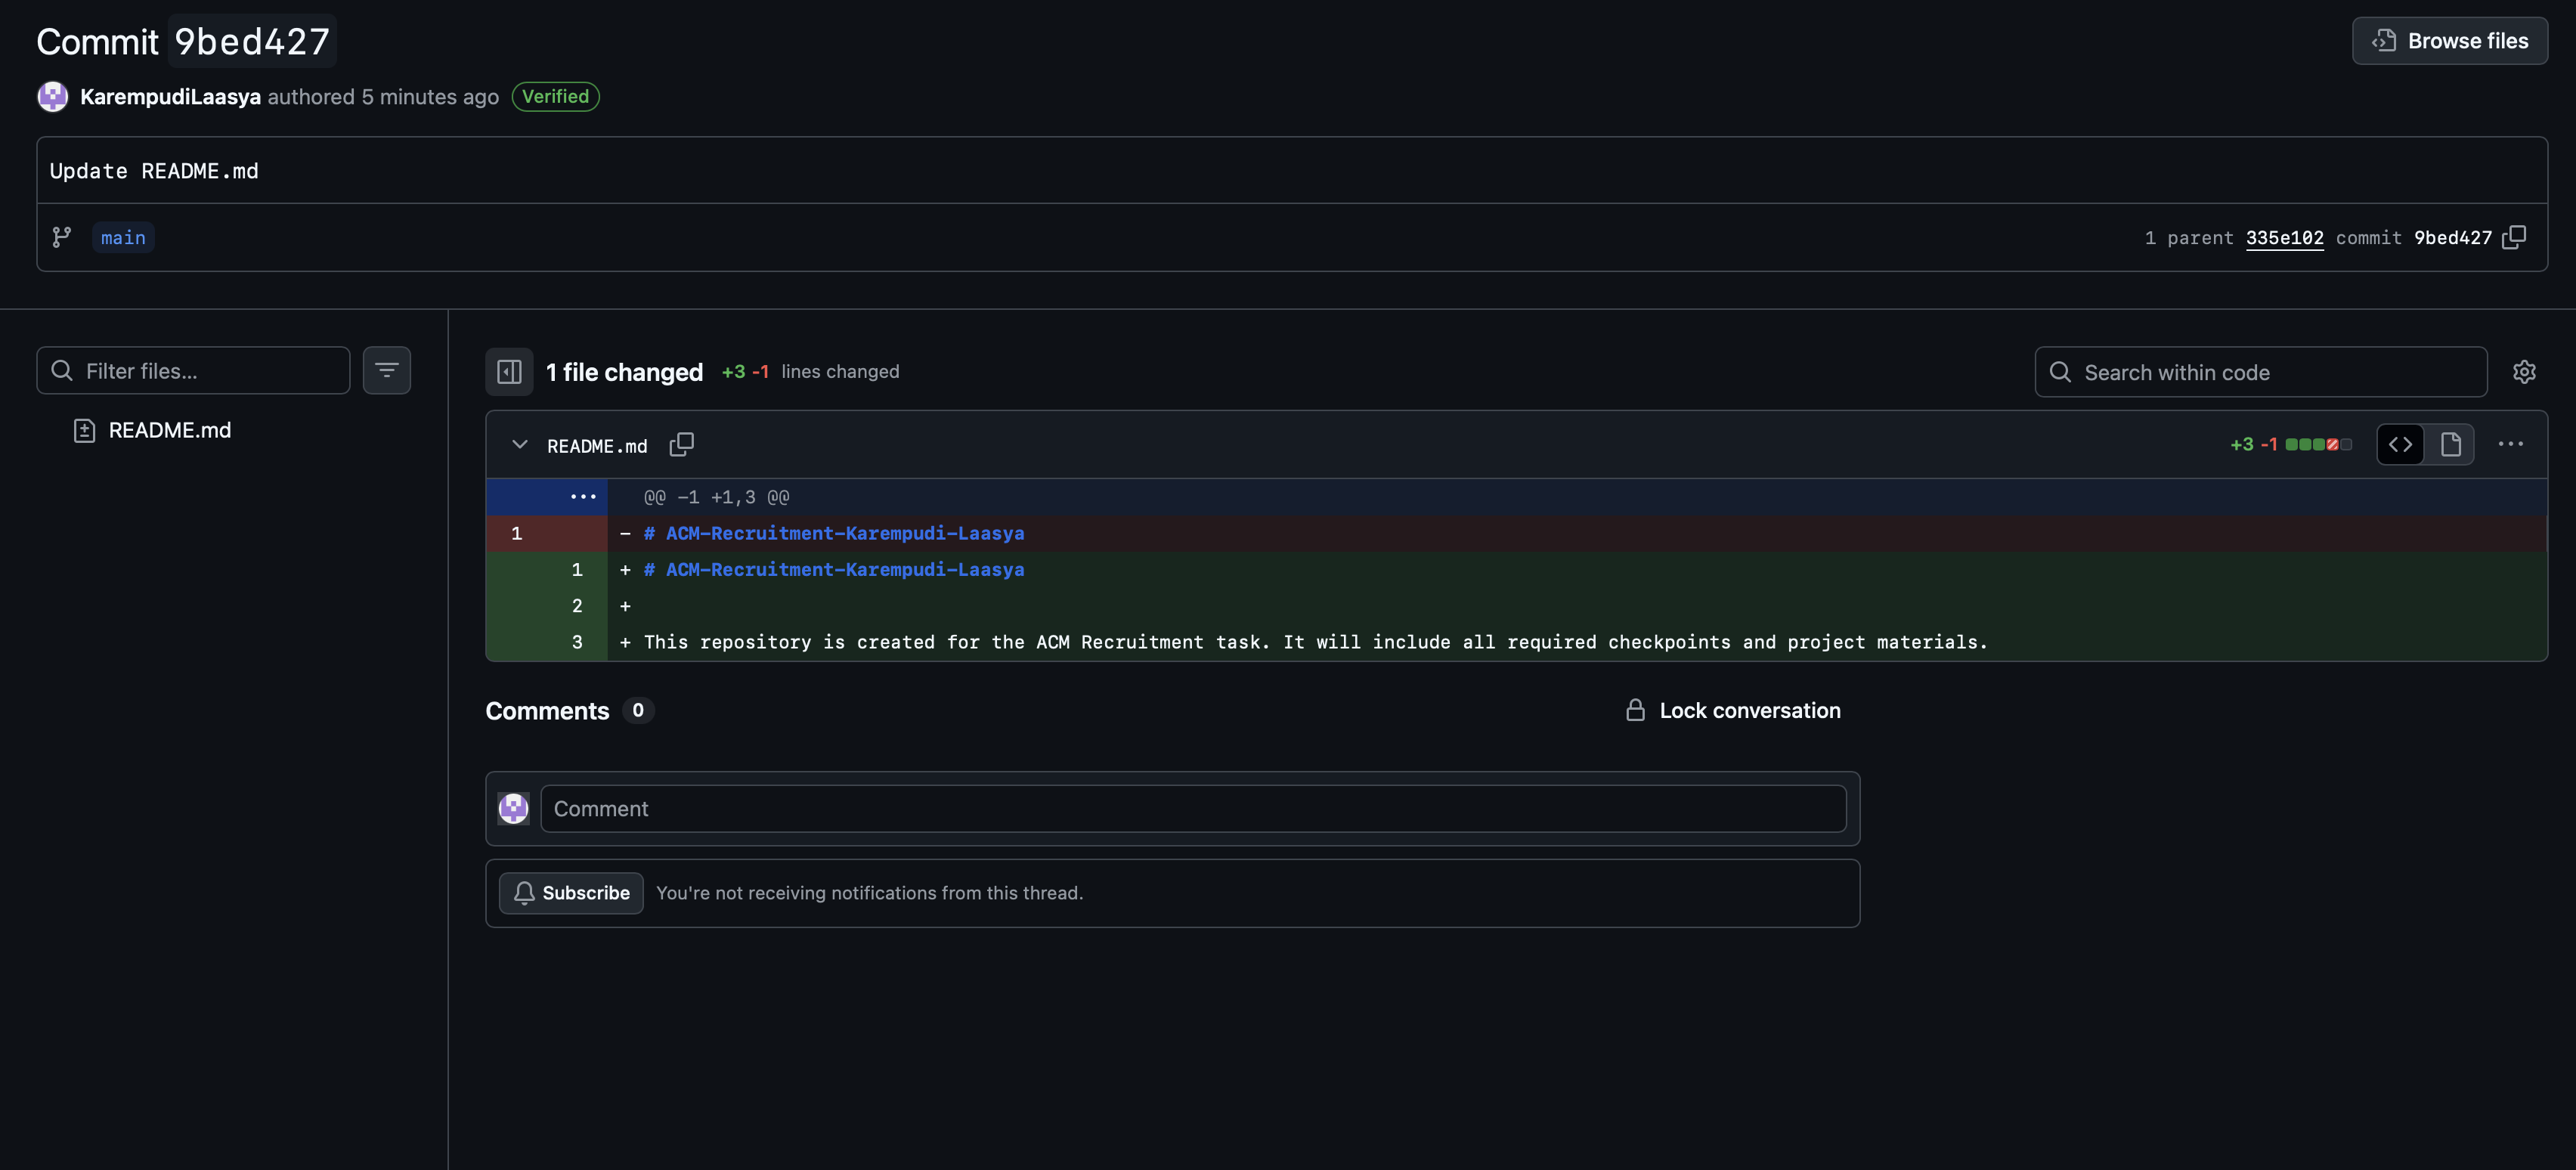 Commit 9bed427
Browse files
KarempudiLaasya authored 5 minutes ago Verified
Update README.md
main
1 parent 335e102 commit 9bed427
Filter files...
README.md
1 file changed +3 -1 lines changed
Search within code
README.md
+3 -1
@@ -1 +1,3 @@
1 - # ACM-Recruitment-Karempudi-Laasya
1 + # ACM-Recruitment-Karempudi-Laasya
2 +
3 + This repository is created for the ACM Recruitment task. It will include all required checkpoints and project materials.
Comments 0
Lock conversation
Comment
Subscribe You're not receiving notifications from this thread.